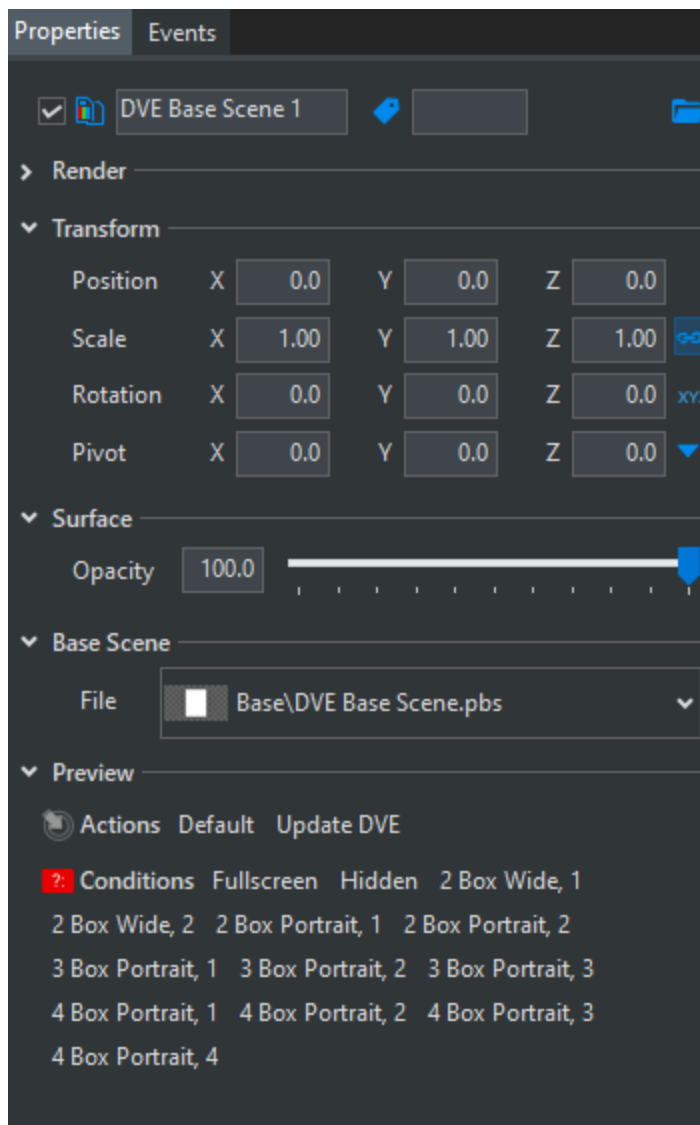 Properties Events
DVE Base Scene 1
Render
Transform
Position X 0.0 Y 0.0 Z 0.0
Scale X 1.00 Y 1.00 Z 1.00
Rotation X 0.0 Y 0.0 Z 0.0 XYZ
Pivot X 0.0 Y 0.0 Z 0.0
Surface
Opacity 100.0
Base Scene
File Base\DVE Base Scene.pbs
Preview
Actions Default Update DVE
?: Conditions Fullscreen Hidden 2 Box Wide, 1
2 Box Wide, 2 2 Box Portrait, 1 2 Box Portrait, 2
3 Box Portrait, 1 3 Box Portrait, 2 3 Box Portrait, 3
4 Box Portrait, 1 4 Box Portrait, 2 4 Box Portrait, 3
4 Box Portrait, 4